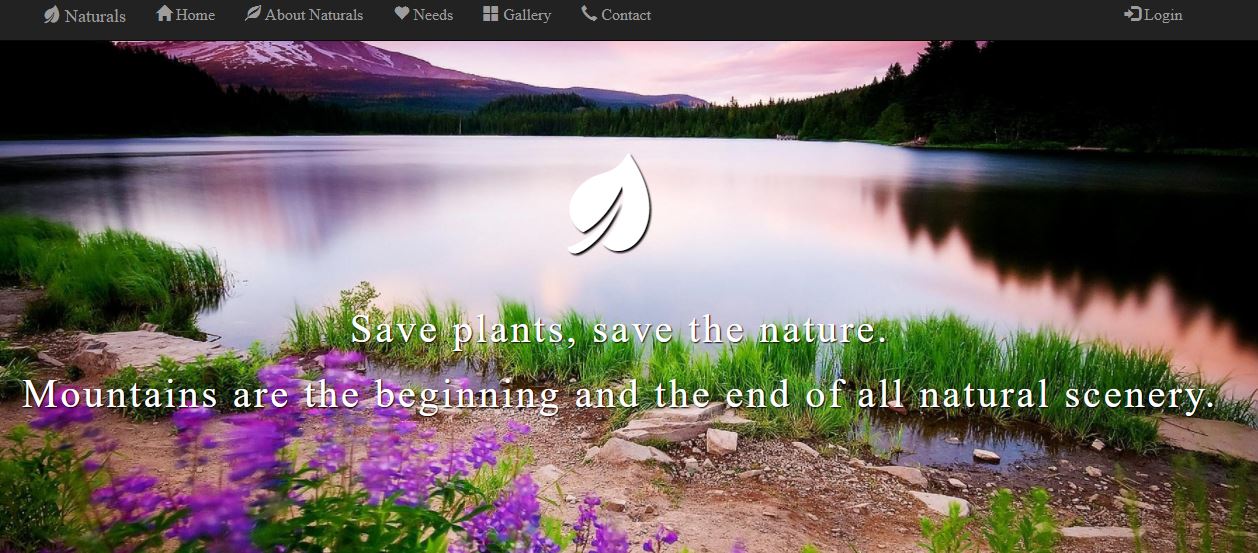 Naturals Home About Naturals Needs Gallery Contact Login
Save plants, save the nature.
Mountains are the beginning and the end of all natural scenery.